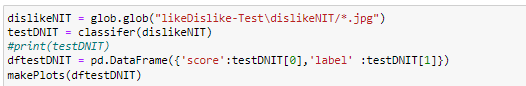 dislikeNIT = glob.glob("likeDislike-Test\dislikeNIT/*.jpg")
testDNIT = classifer(dislikeNIT)
#print(testDNIT)
dftestDNIT = pd.DataFrame({'score':testDNIT[0],'label' :testDNIT[1]})
makePlots(dftestDNIT)